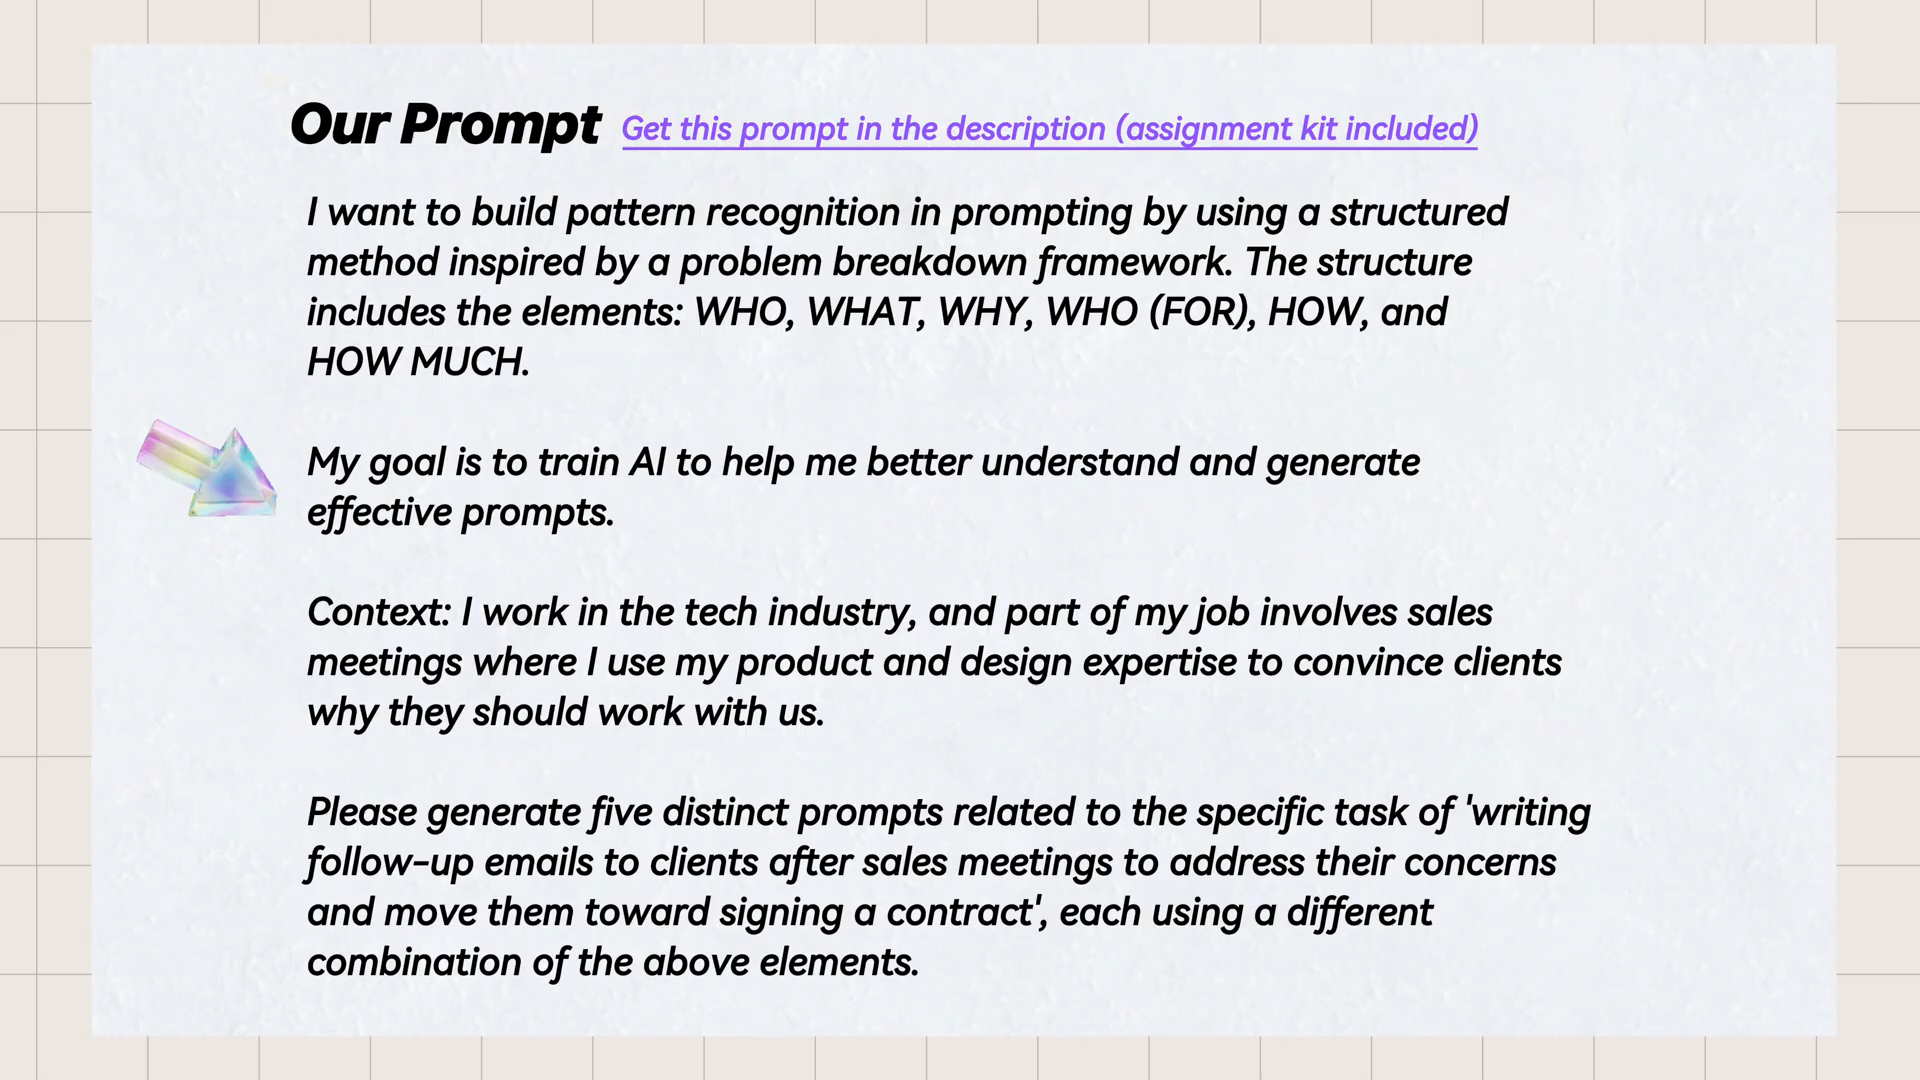 Our Prompt Get this prompt in the description (assignment kit included)
I want to build pattern recognition in prompting by using a structured
method inspired by a problem breakdown framework. The structure
includes the elements: WHO, WHAT, WHY, WHO (FOR), HOW, and
HOW MUCH.
My goal is to train AI to help me better understand and generate
effective prompts.
Context: I work in the tech industry, and part of my job involves sales
meetings where I use my product and design expertise to convince clients
why they should work with us.
Please generate five distinct prompts related to the specific task of 'writing
follow-up emails to clients after sales meetings to address their concerns
and move them toward signing a contract', each using a different
combination of the above elements.